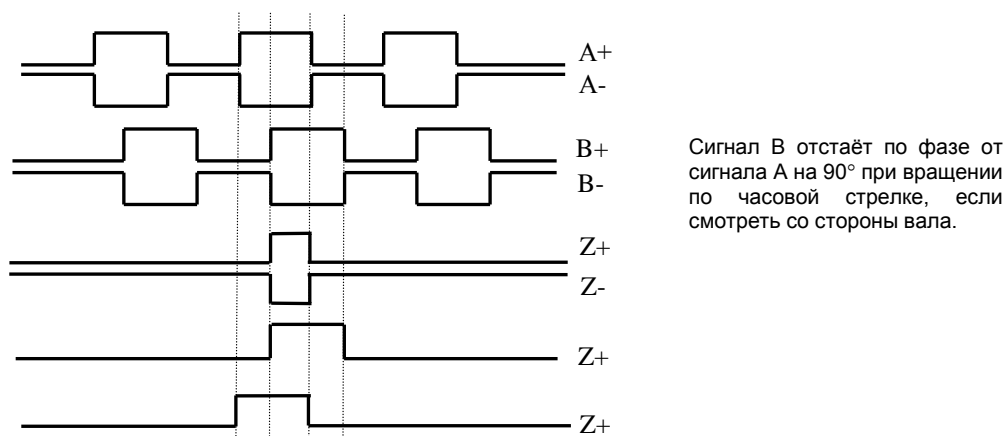 A+
A-
B+
B-
Сигнал В отстаёт по фазе от
сигнала А на 90° при вращении
по часовой стрелке, если
смотреть со стороны вала.
Z+
Z-
Z+
Z+